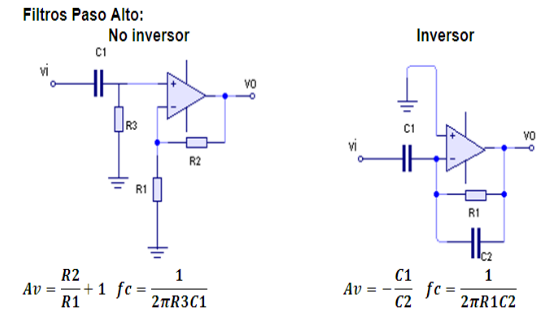 Filtros Paso Alto:
No inversor
C1
vi
vo
R3
R2
R1
Av = R2/R1 + 1 fc = 1/2πR3C1
Inversor
C1
vi
vo
R1
C2
Av = − C1/C2 fc = 1/2πR1C2